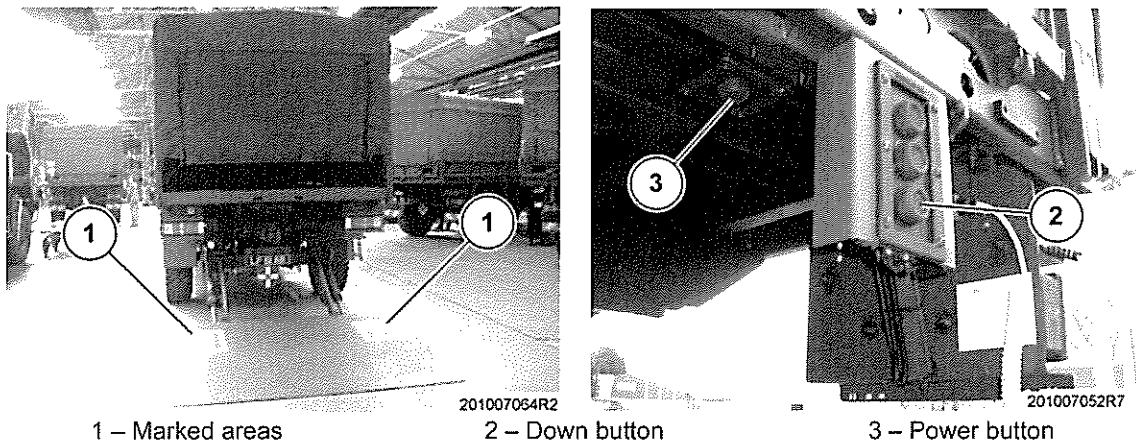 1
1
3
2
201007064R2
201007052R7
1 – Marked areas
2 – Down button
3 – Power button